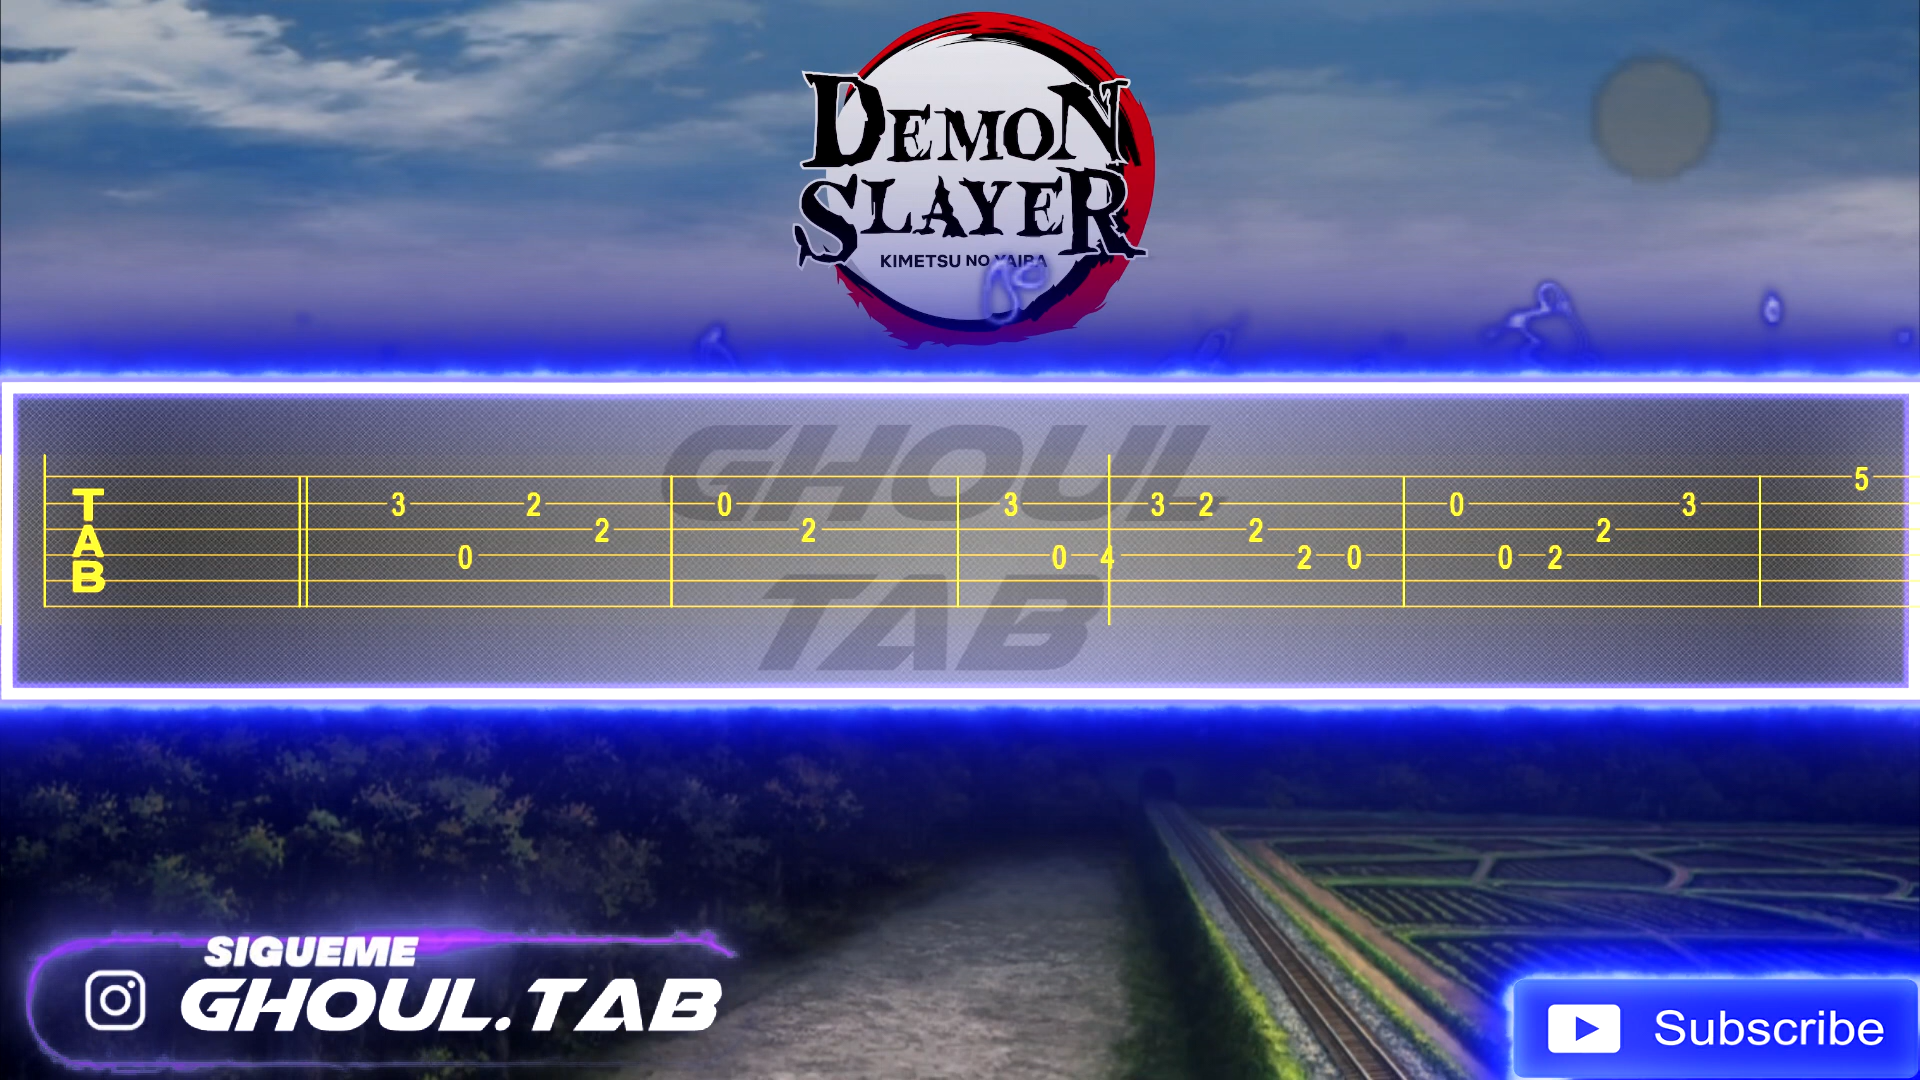 DEMON
SLAYER
KIMETSU NO YAIBA
GHOUL
TAB
T
A
B
5
3 2 0 3 3 2 0 3
2 2 2 2
0 0 4 2 0 0 2
SIGUEME
GHOUL.TAB
Subscribe